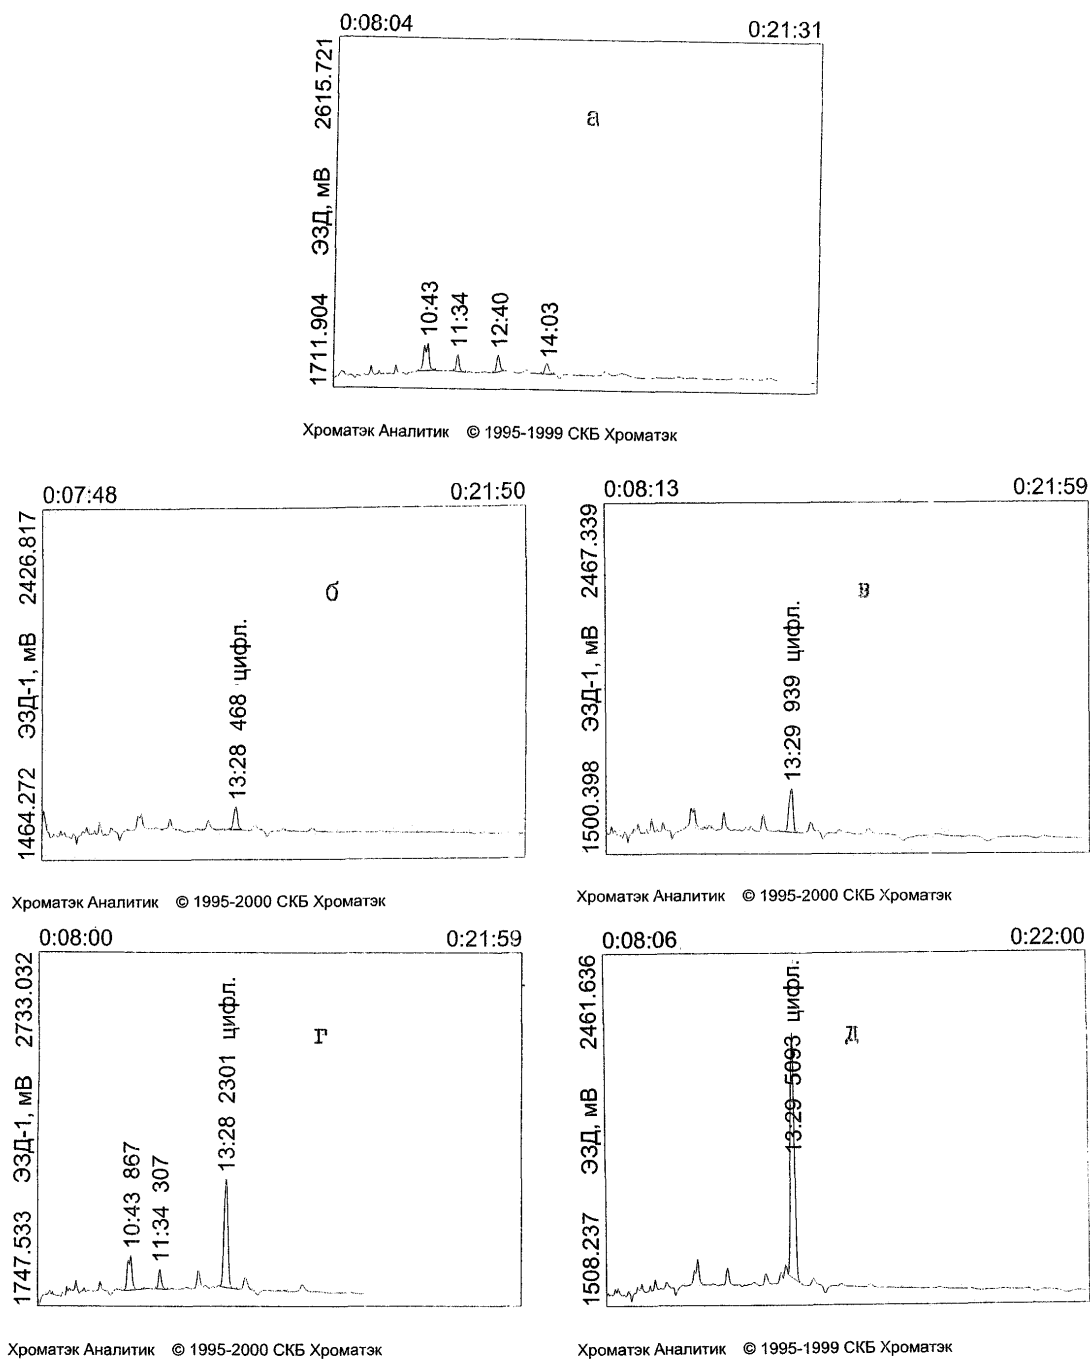 0:08:04 0:21:31
2615.721
ЭЗД, мВ
1711.904
а
10:43
11:34
12:40
14:03
Хроматэк Аналитик © 1995-1999 СКБ Хроматэк
0:07:48 0:21:50
2426.817
ЭЗД-1, мВ
1464.272
б
13:28 468 цифл.
Хроматэк Аналитик © 1995-2000 СКБ Хроматэк
0:08:13 0:21:59
2467.339
ЭЗД-1, мВ
1500.398
в
13:29 939 цифл.
Хроматэк Аналитик © 1995-2000 СКБ Хроматэк
0:08:00 0:21:59
2733.032
ЭЗД-1, мВ
1747.533
г
10:43 867
11:34 307
13:28 2301 цифл.
Хроматэк Аналитик © 1995-2000 СКБ Хроматэк
0:08:06 0:22:00
2461.636
ЭЗД, мВ
1508.237
д
13:29 5093 цифл.
Хроматэк Аналитик © 1995-1999 СКБ Хроматэк